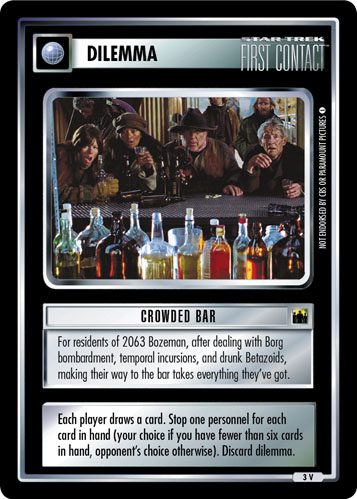 DILEMMA
STAR TREK
FIRST CONTACT™
NOT ENDORSED BY CBS OR PARAMOUNT PICTURES
CROWDED BAR
For residents of 2063 Bozeman, after dealing with Borg
bombardment, temporal incursions, and drunk Betazoids,
making their way to the bar takes everything they've got.
Each player draws a card. Stop one personnel for each
card in hand (your choice if you have fewer than six cards
in hand, opponent's choice otherwise). Discard dilemma.
3 V